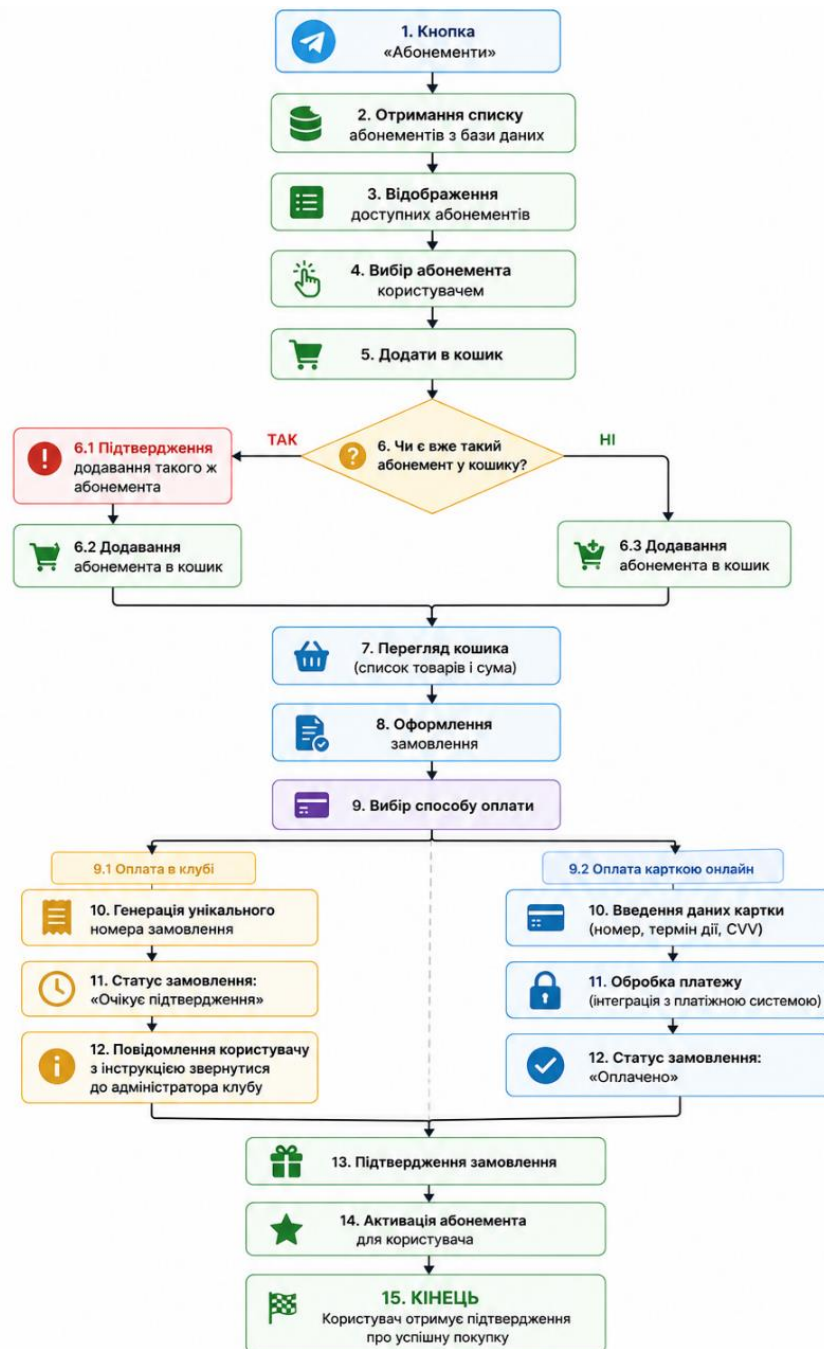 1. Кнопка
«Абонементи»
2. Отримання списку
абонементів з бази даних
3. Відображення
доступних абонементів
4. Вибір абонемента
користувачем
5. Додати в кошик
6. Чи є вже такий
абонемент у кошику?
ТАК
НІ
6.1 Підтвердження
додавання такого ж
абонемента
6.2 Додавання
абонемента в кошик
6.3 Додавання
абонемента в кошик
7. Перегляд кошика
(список товарів і сума)
8. Оформлення
замовлення
9. Вибір способу оплати
9.1 Оплата в клубі
10. Генерація унікального
номера замовлення
11. Статус замовлення:
«Очікує підтвердження»
12. Повідомлення користувачу
з інструкцією звернутися
до адміністратора клубу
9.2 Оплата карткою онлайн
10. Введення даних картки
(номер, термін дії, CVV)
11. Обробка платежу
(інтеграція з платіжною системою)
12. Статус замовлення:
«Оплачено»
13. Підтвердження замовлення
14. Активація абонемента
для користувача
15. КІНЕЦЬ
Користувач отримує підтвердження
про успішну покупку